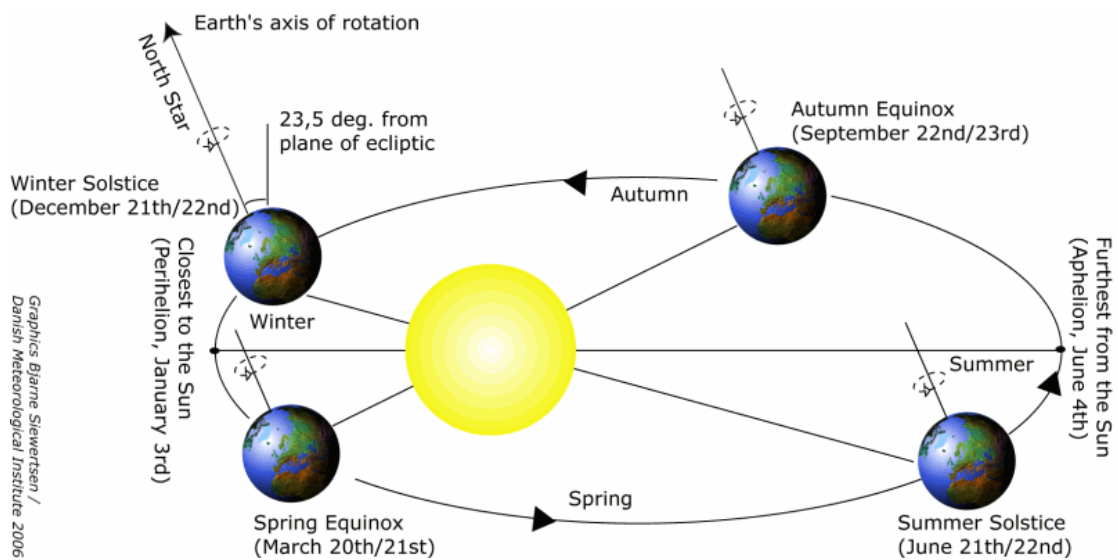 Earth's axis of rotation
North Star
23,5 deg. from
plane of ecliptic
Autumn Equinox
(September 22nd/23rd)
Winter Solstice
(December 21th/22nd)
Autumn
Closest to the Sun
(Perihelion, January 3rd)
Furthest from the Sun
(Aphelion, June 4th)
Winter
Summer
Spring
Spring Equinox
(March 20th/21st)
Summer Solstice
(June 21th/22nd)
Graphics Bjarne Siewertsen /
Danish Meteorological Institute 2006